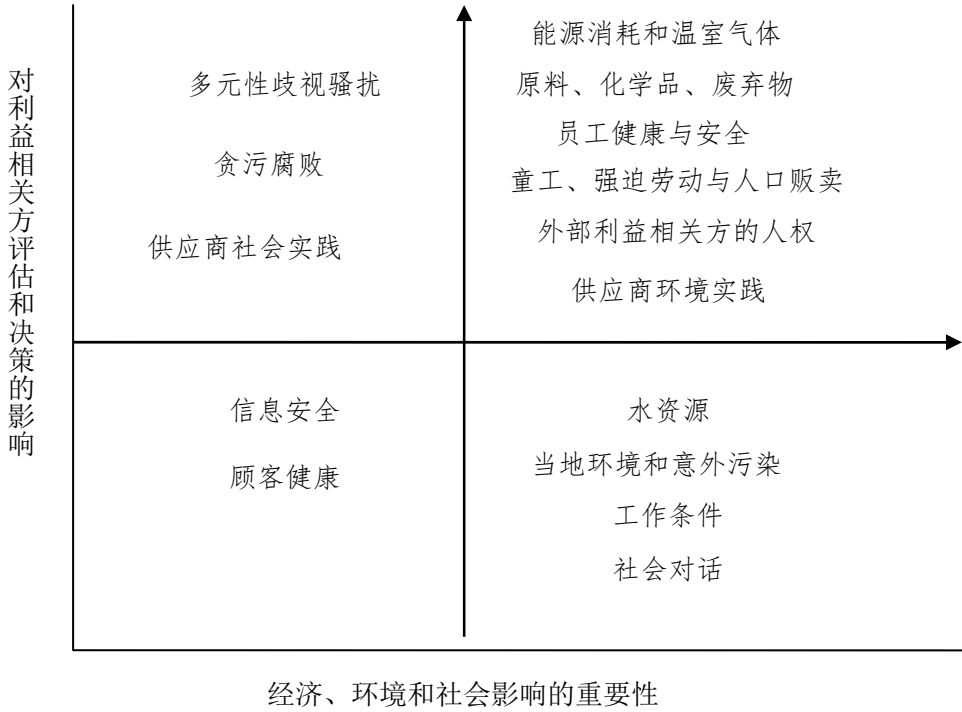 对利益相关方评估和决策的影响
多元性歧视骚扰
贪污腐败
供应商社会实践
能源消耗和温室气体
原料、化学品、废弃物
员工健康与安全
童工、强迫劳动与人口贩卖
外部利益相关方的人权
供应商环境实践
信息安全
顾客健康
水资源
当地环境和意外污染
工作条件
社会对话
经济、环境和社会影响的重要性